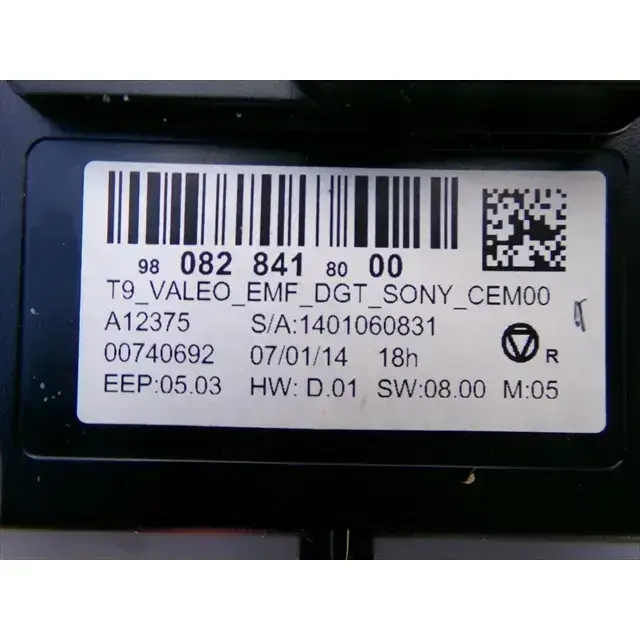 98 082 841 80 00
T9_VALEO_EMF_DGT_SONY_CEM00
A12375 S/A:1401060831
00740692 07/01/14 18h R
EEP:05.03 HW: D.01 SW:08.00 M:05